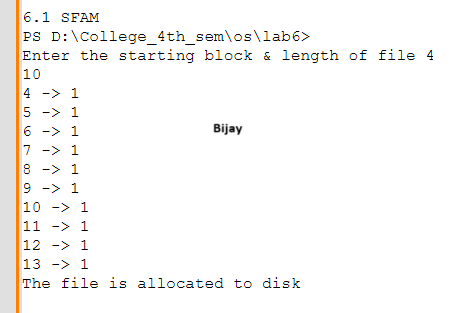 6.1 SFAM
PS D:\College_4th_sem\os\lab6>
Enter the starting block & length of file 4
10
4 -> 1
5 -> 1
6 -> 1
Bijay
7 -> 1
8 -> 1
9 -> 1
10 -> 1
11 -> 1
12 -> 1
13 -> 1
The file is allocated to disk